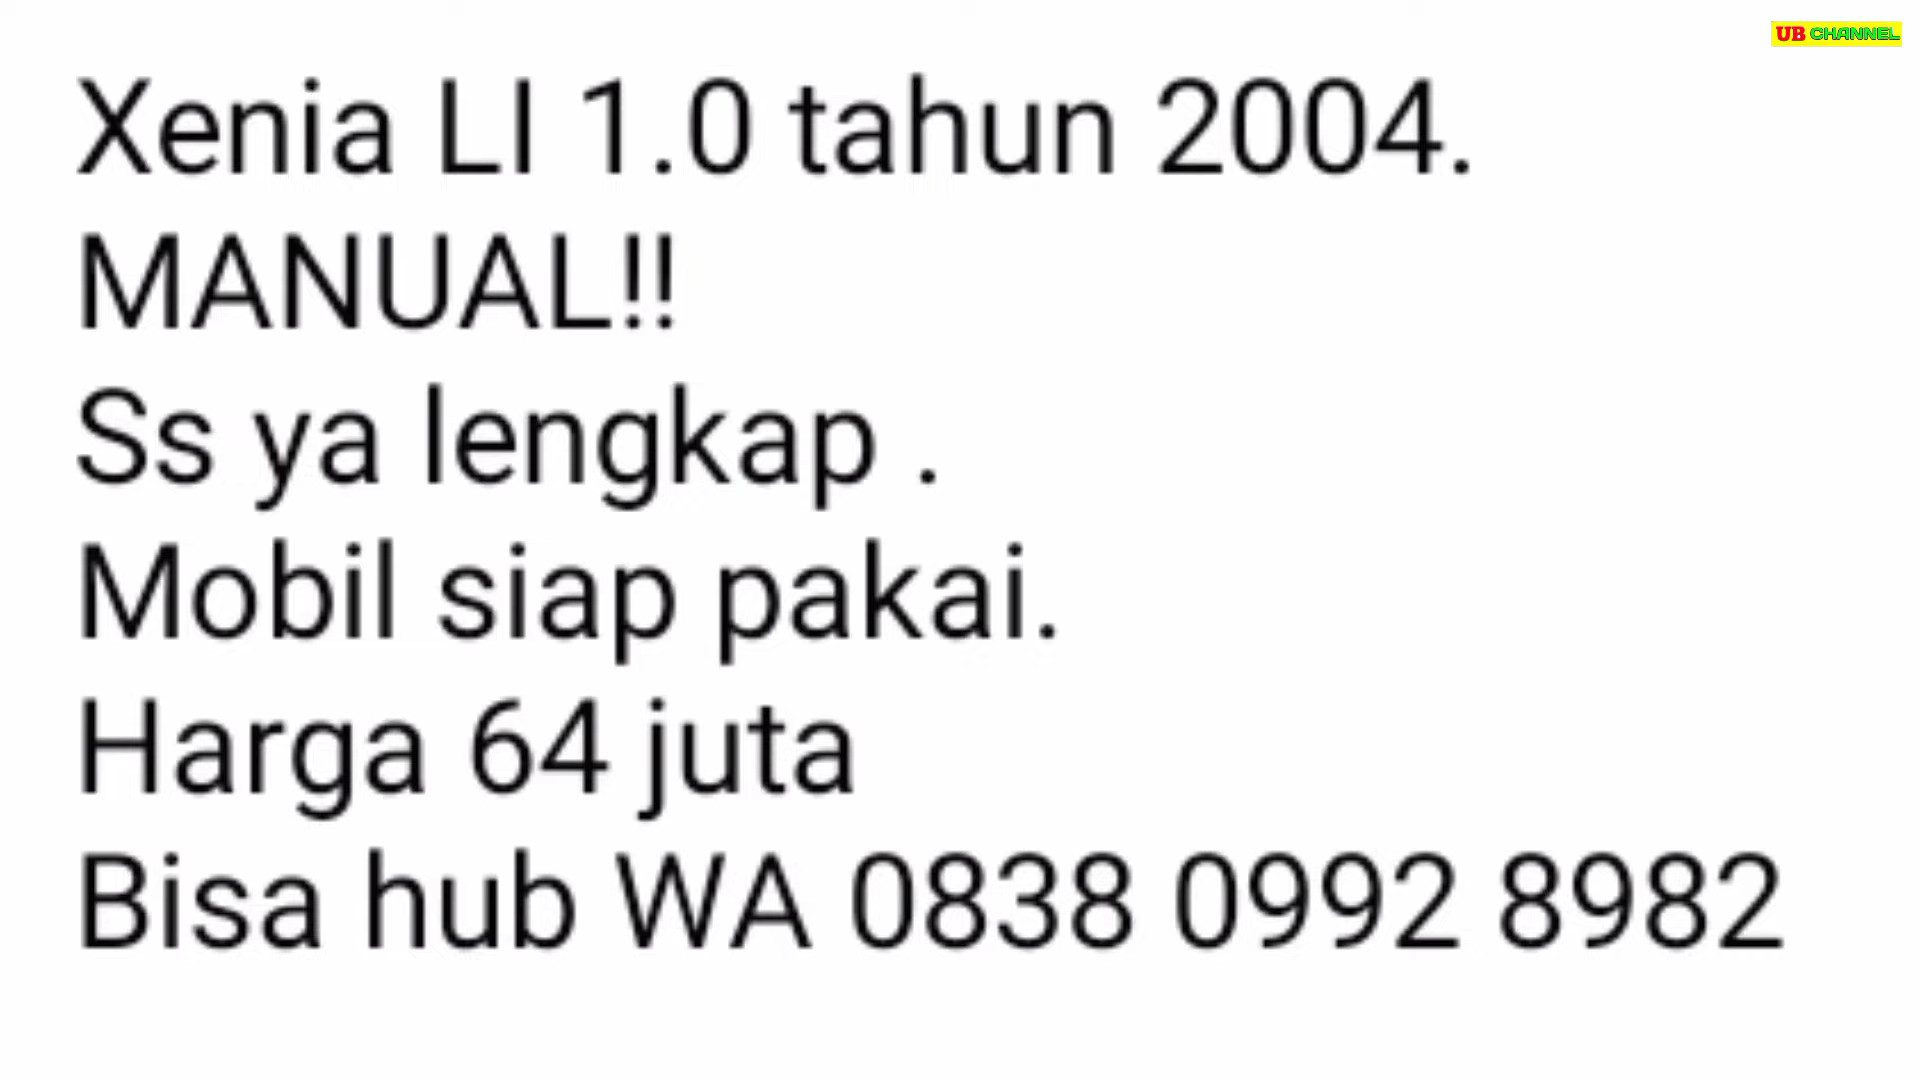 UB CHANNEL
Xenia LI 1.0 tahun 2004.
MANUAL!!
Ss ya lengkap .
Mobil siap pakai.
Harga 64 juta
Bisa hub WA 0838 0992 8982